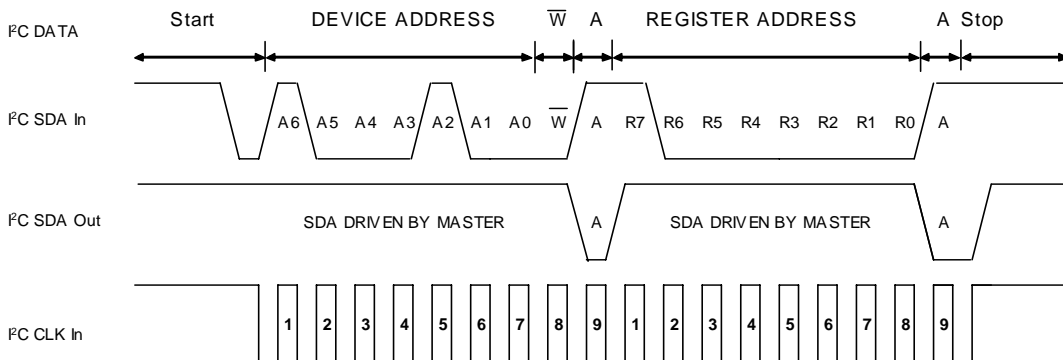 I²C DATA
Start DEVICE ADDRESS W̅ A REGISTER ADDRESS A Stop
I²C SDA In
A6 A5 A4 A3 A2 A1 A0 W̅ A R7 R6 R5 R4 R3 R2 R1 R0 A
I²C SDA Out
SDA DRIVEN BY MASTER A SDA DRIVEN BY MASTER A
I²C CLK In
1 2 3 4 5 6 7 8 9 1 2 3 4 5 6 7 8 9